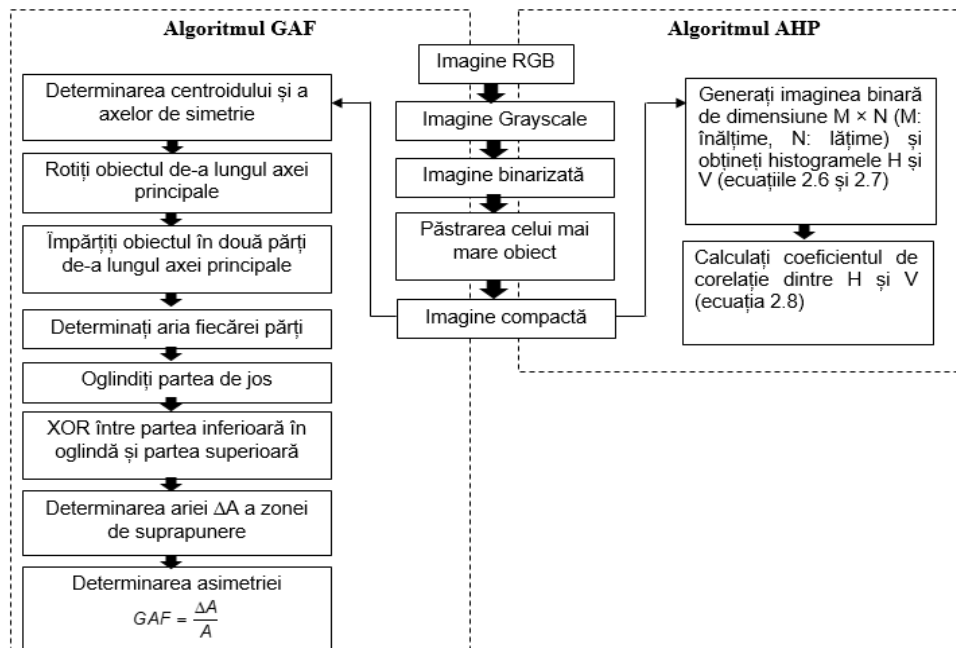 Algoritmul GAF
Algoritmul AHP
Imagine RGB
Imagine Grayscale
Imagine binarizată
Păstrarea celui mai
mare obiect
Imagine compactă
Determinarea centroidului și a
axelor de simetrie
Rotiți obiectul de-a lungul axei
principale
Împărțiți obiectul în două părți
de-a lungul axei principale
Determinați aria fiecărei părți
Oglindiți partea de jos
XOR între partea inferioară în
oglindă și partea superioară
Determinarea ariei ΔA a zonei
de suprapunere
Determinarea asimetriei
GAF = ΔA / A
Generați imaginea binară
de dimensiune M × N (M:
înălțime, N: lățime) și
obțineți histogramele H și
V (ecuațiile 2.6 și 2.7)
Calculați coeficientul de
corelație dintre H și V
(ecuația 2.8)